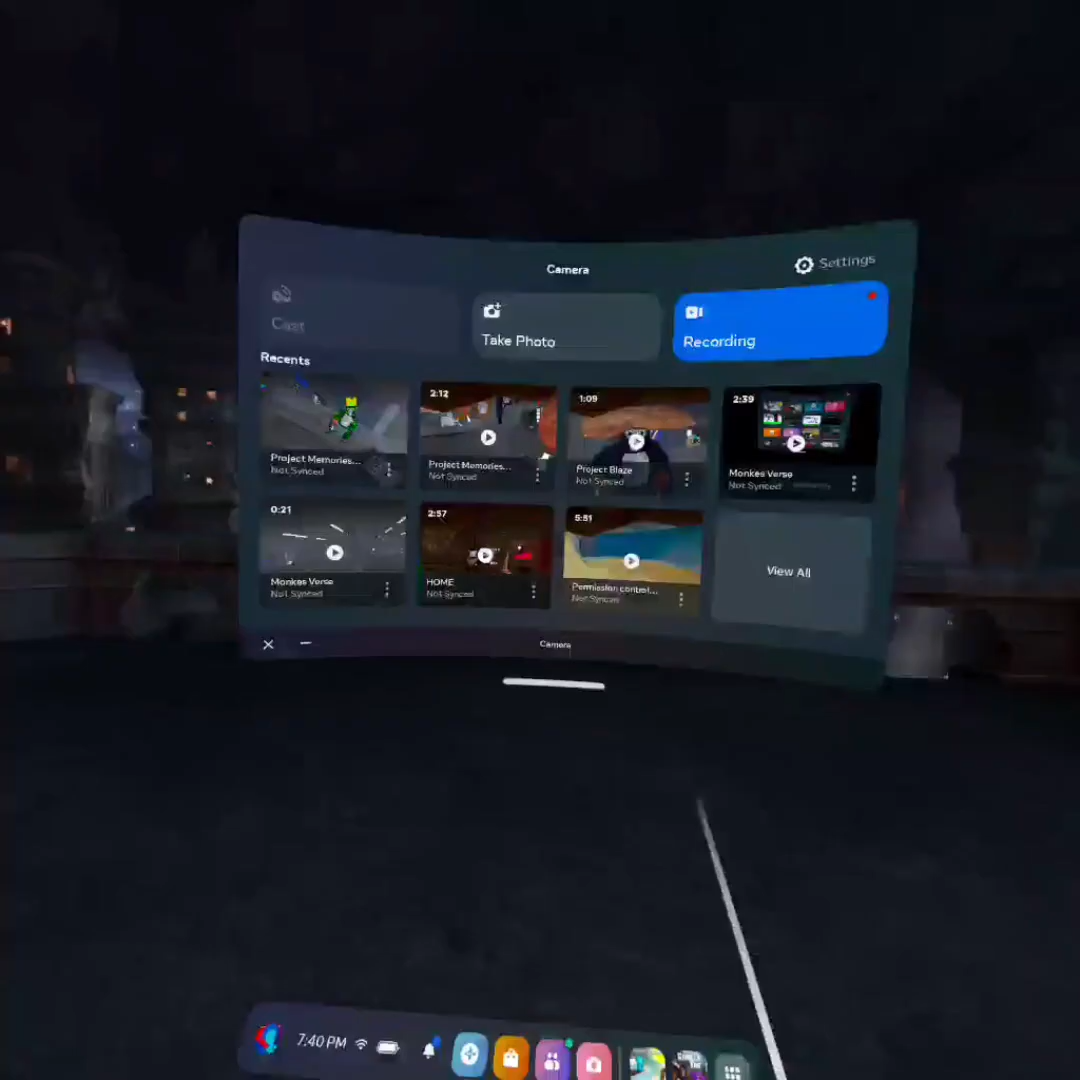 Camera
Settings
Cast
Take Photo
Recording
Recents
Project Memories...
Not Synced
2:12
Project Memories...
Not Synced
1:09
Project Blaze
Not Synced
2:39
Monkes Verse
Not Synced
0:21
Monkes Verse
Not Synced
2:57
HOME
Not Synced
5:51
Permission control...
Not Synced
View All
Camera
7:40 PM